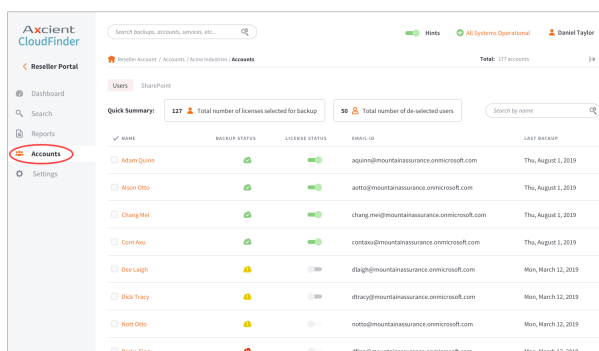 Axcient
CloudFinder
Search backups, accounts, services, etc...
Hints
All Systems Operational
Daniel Taylor
Reseller Portal
Reseller Account / Accounts / Acme Industries / Accounts
Total: 177 accounts
Dashboard
Search
Reports
Accounts
Settings
Users
SharePoint
Quick Summary:
127 Total number of licenses selected for backup
50 Total number of de-selected users
Search by name
NAME
BACKUP STATUS
LICENSE STATUS
EMAIL-ID
LAST BACKUP
Adam Quinn aquinn@mountainassurance.onmicrosoft.com Thu, August 1, 2019
Alson Otto aotto@mountainassurance.onmicrosoft.com Thu, August 1, 2019
Chang Mei chang.mei@mountainassurance.onmicrosoft.com Thu, August 1, 2019
Cont Axu contaxu@mountainassurance.onmicrosoft.com Thu, August 1, 2019
Dee Laigh dlaigh@mountainassurance.onmicrosoft.com Mon, March 12, 2019
Dick Tracy dtracy@mountainassurance.onmicrosoft.com Mon, March 12, 2019
Nott Otto notto@mountainassurance.onmicrosoft.com Mon, March 12, 2019